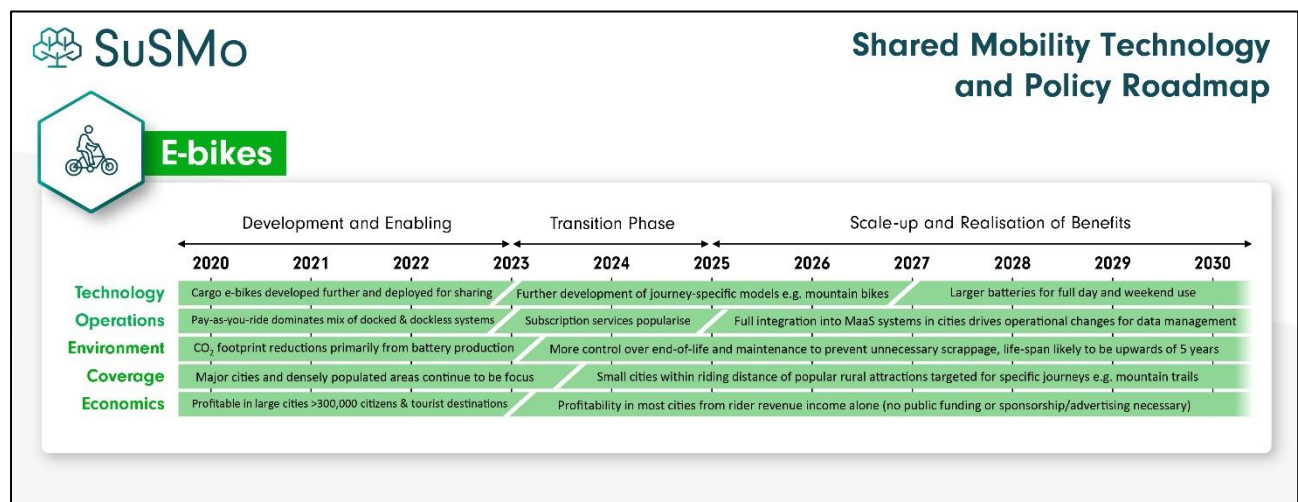 SuSMo
Shared Mobility Technology
and Policy Roadmap
E-bikes
Development and Enabling
Transition Phase
Scale-up and Realisation of Benefits
2020 2021 2022 2023 2024 2025 2026 2027 2028 2029 2030
Technology Cargo e-bikes developed further and deployed for sharing Further development of journey-specific models e.g. mountain bikes Larger batteries for full day and weekend use
Operations Pay-as-you-ride dominates mix of docked & dockless systems Subscription services popularise Full integration into MaaS systems in cities drives operational changes for data management
Environment CO₂ footprint reductions primarily from battery production More control over end-of-life and maintenance to prevent unnecessary scrappage, life-span likely to be upwards of 5 years
Coverage Major cities and densely populated areas continue to be focus Small cities within riding distance of popular rural attractions targeted for specific journeys e.g. mountain trails
Economics Profitable in large cities >300,000 citizens & tourist destinations Profitability in most cities from rider revenue income alone (no public funding or sponsorship/advertising necessary)